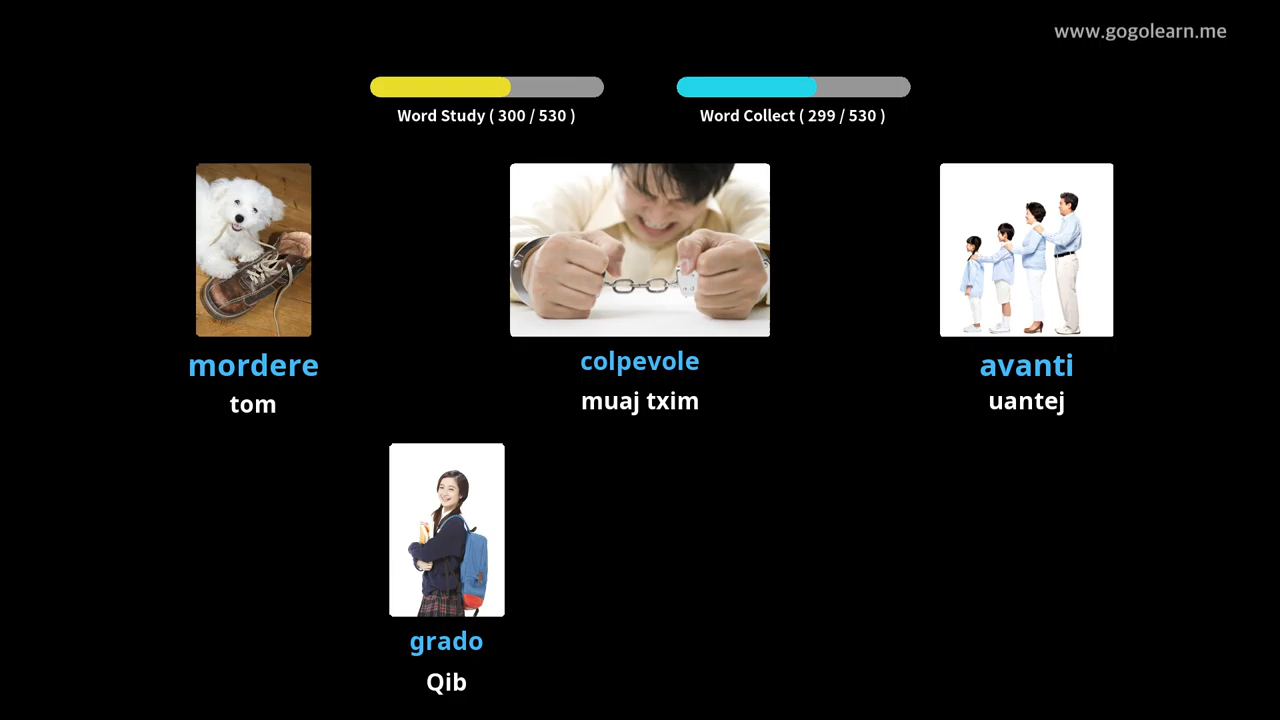 www.gogolearn.me
Word Study ( 300 / 530 )
Word Collect ( 299 / 530 )
mordere
tom
colpevole
muaj txim
avanti
uantej
grado
Qib